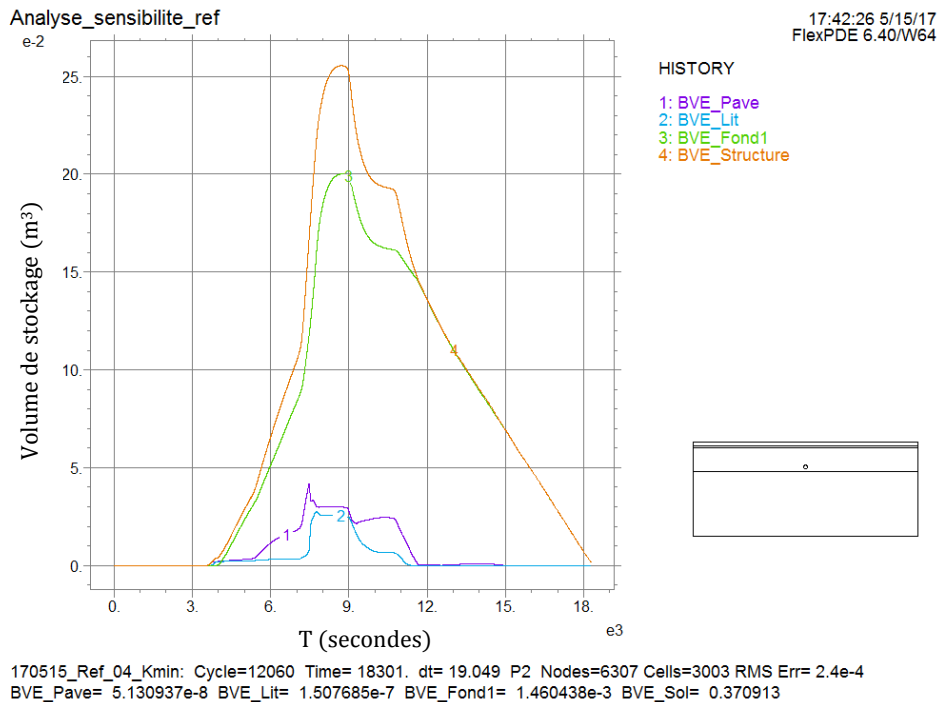 Analyse_sensibilite_ref
17:42:26 5/15/17
FlexPDE 6.40/W64
e-2
HISTORY
1: BVE_Pave
2: BVE_Lit
3: BVE_Fond1
4: BVE_Structure
Volume de stockage (m³)
25.
20.
15.
10.
5.
0.
3
4
1
2
0. 3. 6. 9. 12. 15. 18.
e3
T (secondes)
170515_Ref_04_Kmin: Cycle=12060 Time= 18301. dt= 19.049 P2 Nodes=6307 Cells=3003 RMS Err= 2.4e-4
BVE_Pave= 5.130937e-8 BVE_Lit= 1.507685e-7 BVE_Fond1= 1.460438e-3 BVE_Sol= 0.370913